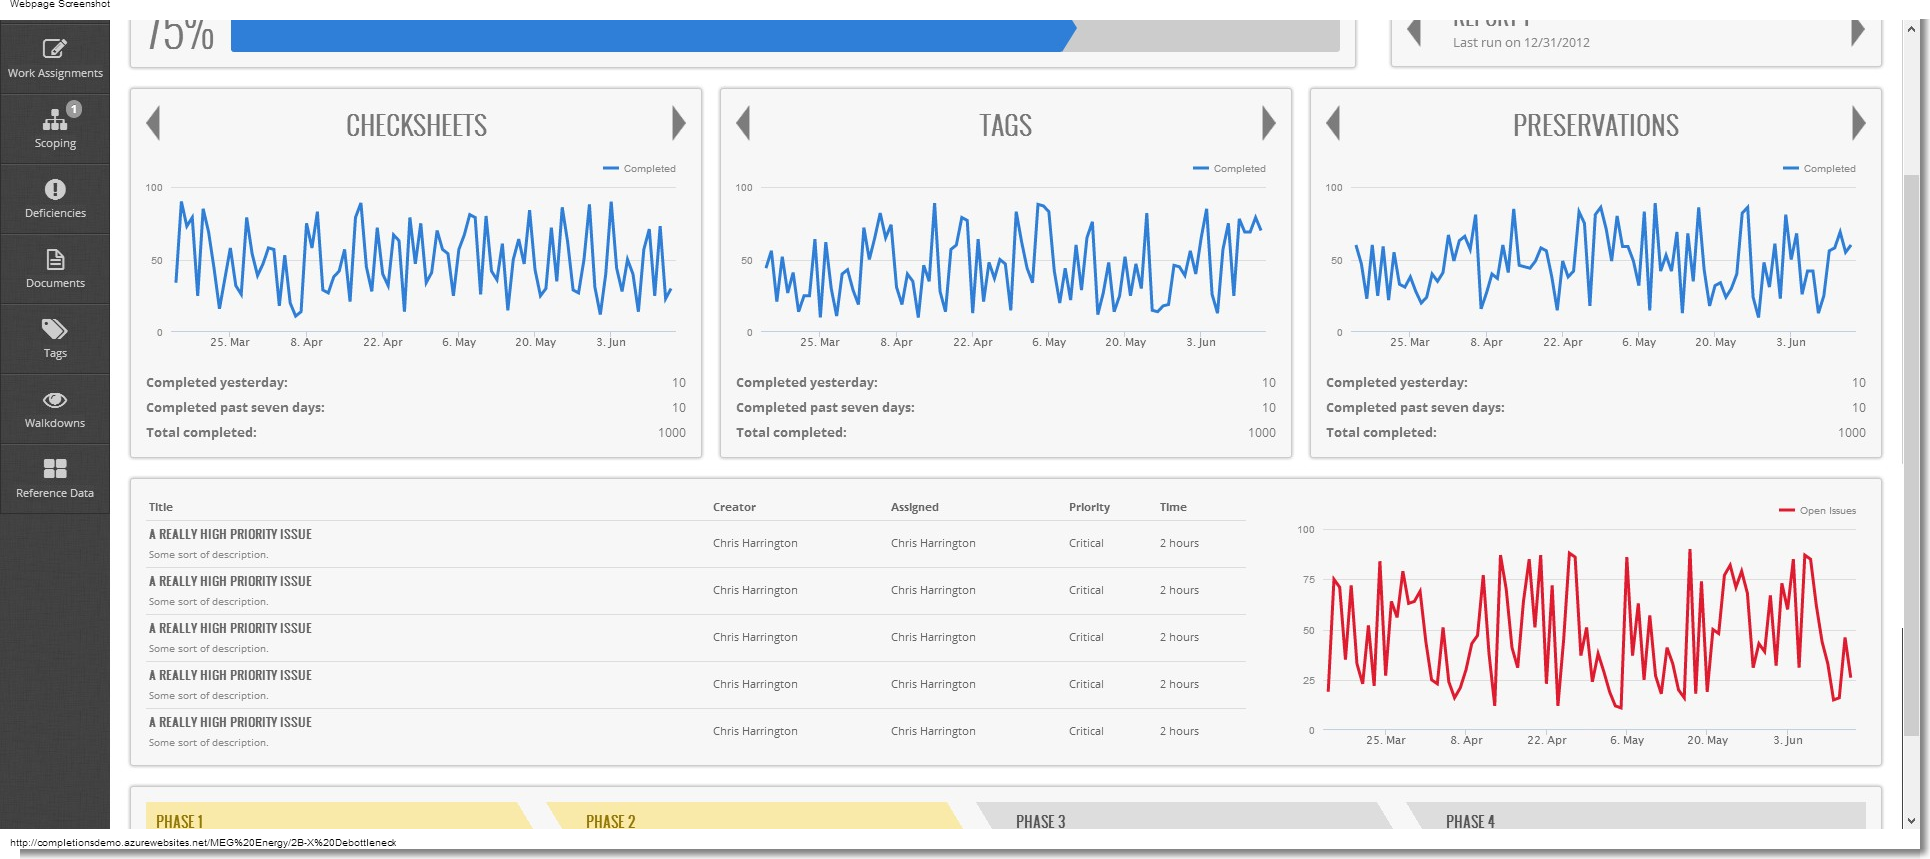 Webpage Screenshot
75%
REPORT 1
Last run on 12/31/2012
Work Assignments
1
Scoping
Deficiencies
Documents
Tags
Walkdowns
Reference Data
CHECKSHEETS
Completed
100
50
0
25. Mar 8. Apr 22. Apr 6. May 20. May 3. Jun
Completed yesterday: 10
Completed past seven days: 10
Total completed: 1000
TAGS
Completed
100
50
0
25. Mar 8. Apr 22. Apr 6. May 20. May 3. Jun
Completed yesterday: 10
Completed past seven days: 10
Total completed: 1000
PRESERVATIONS
Completed
100
50
0
25. Mar 8. Apr 22. Apr 6. May 20. May 3. Jun
Completed yesterday: 10
Completed past seven days: 10
Total completed: 1000
Title Creator Assigned Priority Time
A REALLY HIGH PRIORITY ISSUE
Some sort of description.
Chris Harrington Chris Harrington Critical 2 hours
A REALLY HIGH PRIORITY ISSUE
Some sort of description.
Chris Harrington Chris Harrington Critical 2 hours
A REALLY HIGH PRIORITY ISSUE
Some sort of description.
Chris Harrington Chris Harrington Critical 2 hours
A REALLY HIGH PRIORITY ISSUE
Some sort of description.
Chris Harrington Chris Harrington Critical 2 hours
A REALLY HIGH PRIORITY ISSUE
Some sort of description.
Chris Harrington Chris Harrington Critical 2 hours
Open Issues
100
75
50
25
0
25. Mar 8. Apr 22. Apr 6. May 20. May 3. Jun
PHASE 1 PHASE 2 PHASE 3 PHASE 4
http://completionsdemo.azurewebsites.net/MEG%20Energy/2B-X%20Debottleneck